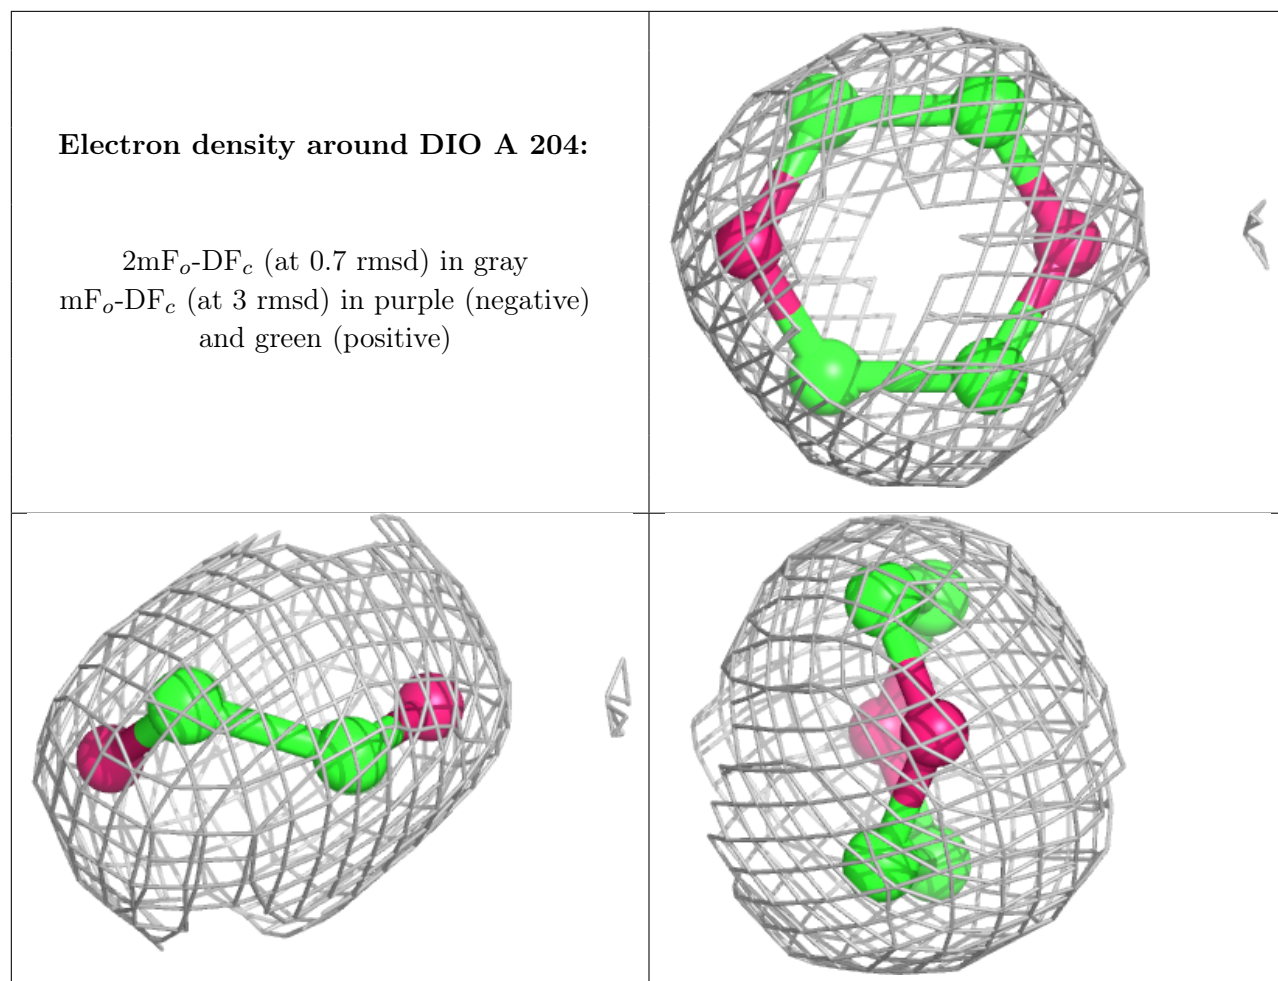 Electron density around DIO A 204:
2mFo-DFc (at 0.7 rmsd) in gray
mFo-DFc (at 3 rmsd) in purple (negative)
and green (positive)